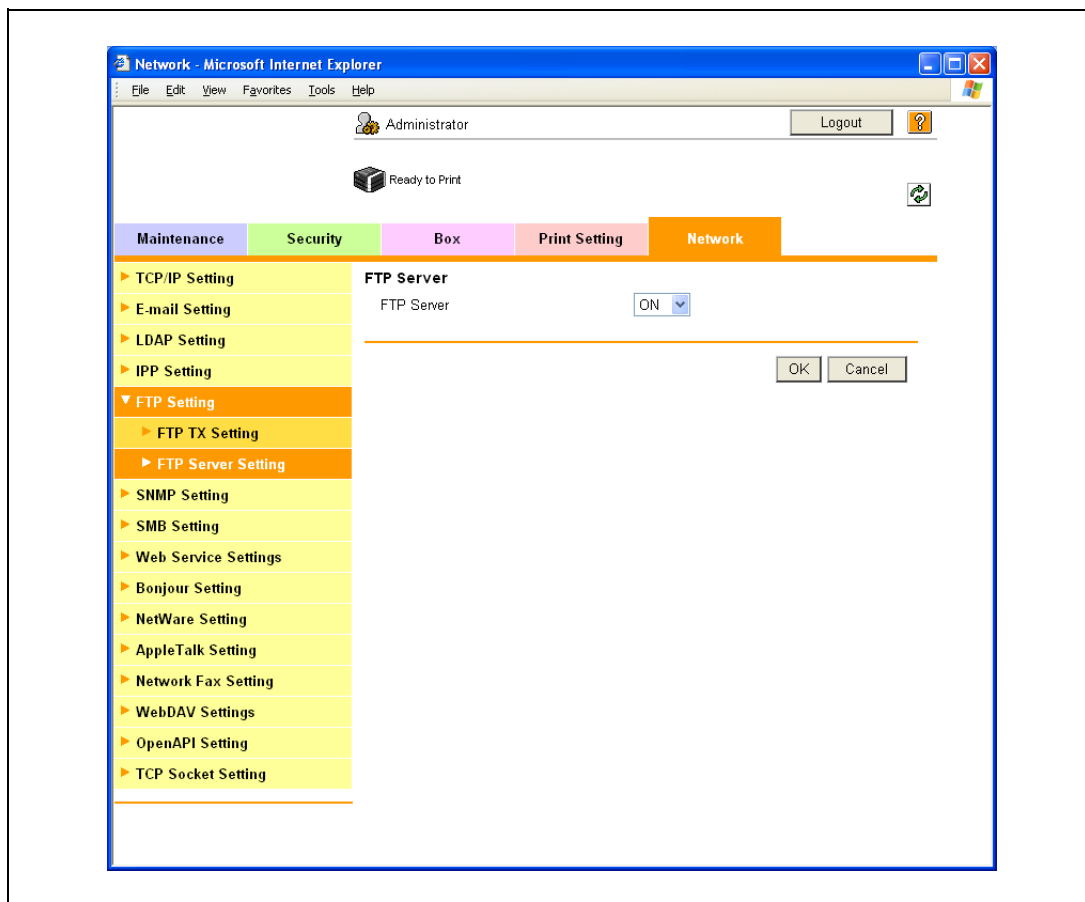 Network - Microsoft Internet Explorer
File Edit View Favorites Tools Help
Administrator
Logout
?
Ready to Print
Maintenance Security Box Print Setting Network
TCP/IP Setting
E-mail Setting
LDAP Setting
IPP Setting
FTP Setting
FTP TX Setting
FTP Server Setting
SNMP Setting
SMB Setting
Web Service Settings
Bonjour Setting
NetWare Setting
AppleTalk Setting
Network Fax Setting
WebDAV Settings
OpenAPI Setting
TCP Socket Setting
FTP Server
FTP Server ON
OK Cancel